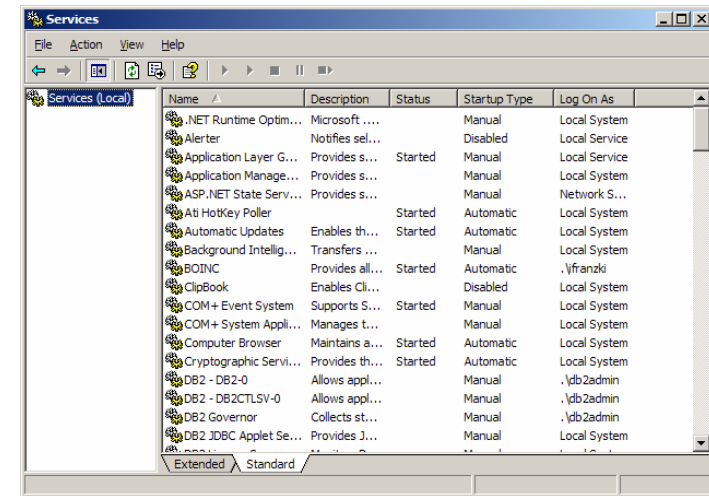 Services
File Action View Help
Services (Local)
Name Description Status Startup Type Log On As
.NET Runtime Optim... Microsoft .... Manual Local System
Alerter Notifies sel... Disabled Local Service
Application Layer G... Provides s... Started Manual Local Service
Application Manage... Provides s... Manual Local System
ASP.NET State Serv... Provides s... Manual Network S...
Ati HotKey Poller Started Automatic Local System
Automatic Updates Enables th... Started Automatic Local System
Background Intellig... Transfers ... Manual Local System
BOINC Provides all... Started Automatic .\jfranzki
ClipBook Enables Cli... Disabled Local System
COM+ Event System Supports S... Started Manual Local System
COM+ System Appli... Manages t... Manual Local System
Computer Browser Maintains a... Started Automatic Local System
Cryptographic Servi... Provides th... Started Automatic Local System
DB2 - DB2-0 Allows appl... Manual .\db2admin
DB2 - DB2CTLSV-0 Allows appl... Manual .\db2admin
DB2 Governor Collects st... Manual .\db2admin
DB2 JDBC Applet Se... Provides J... Manual Local System
Extended Standard